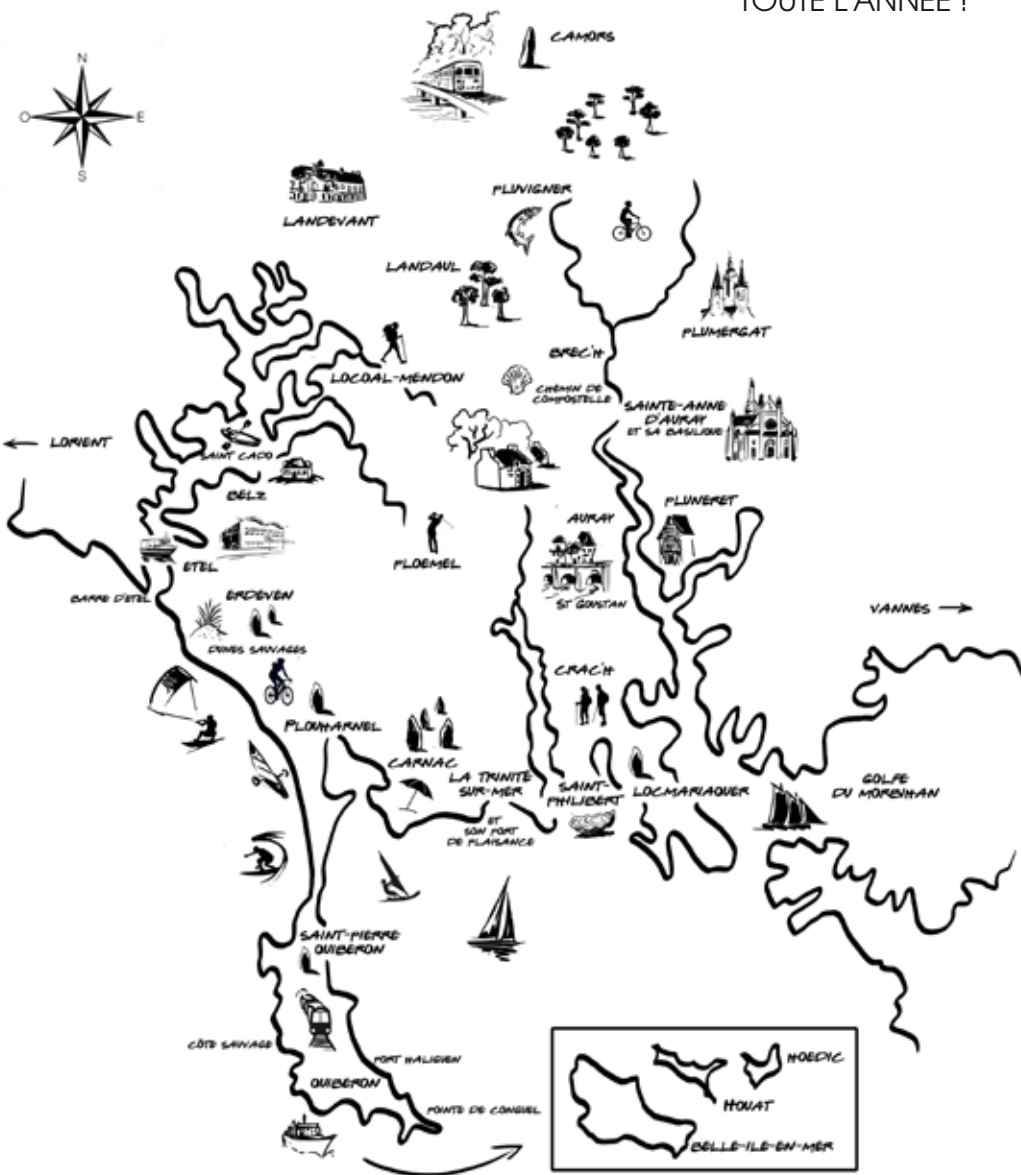 TOUTE L'ANNÉE !
CAMORS
N
O
E
S
PLUVIGNER
LANDEVANT
LANDAUL
PLUMERGAT
BREC'H
LOCOAL-MENDON
CHEMIN DE
COMPOSTELLE
SAINTE-ANNE
D'AURAY
ET SA BASILIQUE
← LORIENT
SAINT CADO
BELZ
PLUNERET
AURAY
ETEL
PLOEMEL
BARRE D'ETEL
ERDEVEN
ST GOUSTAN
VANNES →
DUNES SAUVAGES
CRAC'H
PLOUHARNEL
CARNAC
LA TRINITÉ
SUR-MER
SAINT-
PHILIBERT
LOCMARIAQUER
GOLFE
DU MORBIHAN
ET
SON PORT
DE PLAISANCE
SAINT-PIERRE
QUIBERON
CÔTE SAUVAGE
PORT HALIGUEN
QUIBERON
POINTE DE CONGUEL
HOEDIC
HOUAT
BELLE-ILE-EN-MER